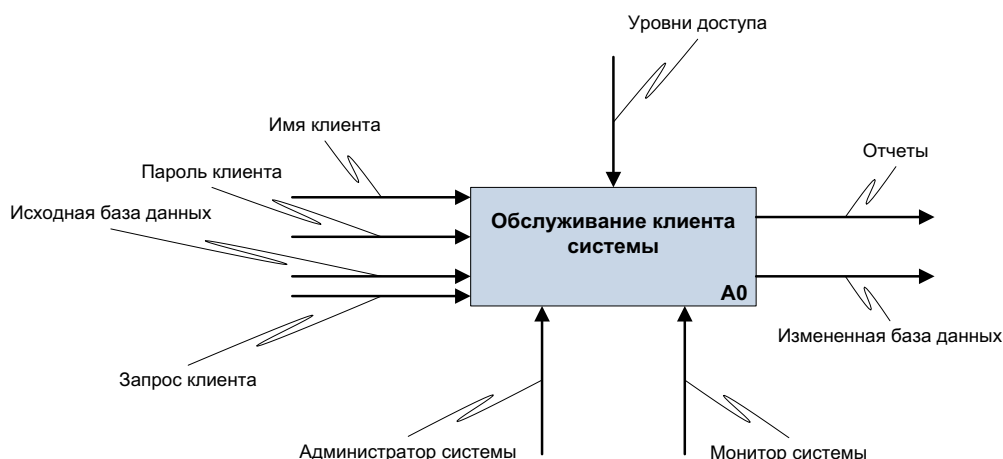 Уровни доступа
Имя клиента
Отчеты
Пароль клиента
Исходная база данных
Обслуживание клиента
системы
A0
Измененная база данных
Запрос клиента
Администратор системы
Монитор системы